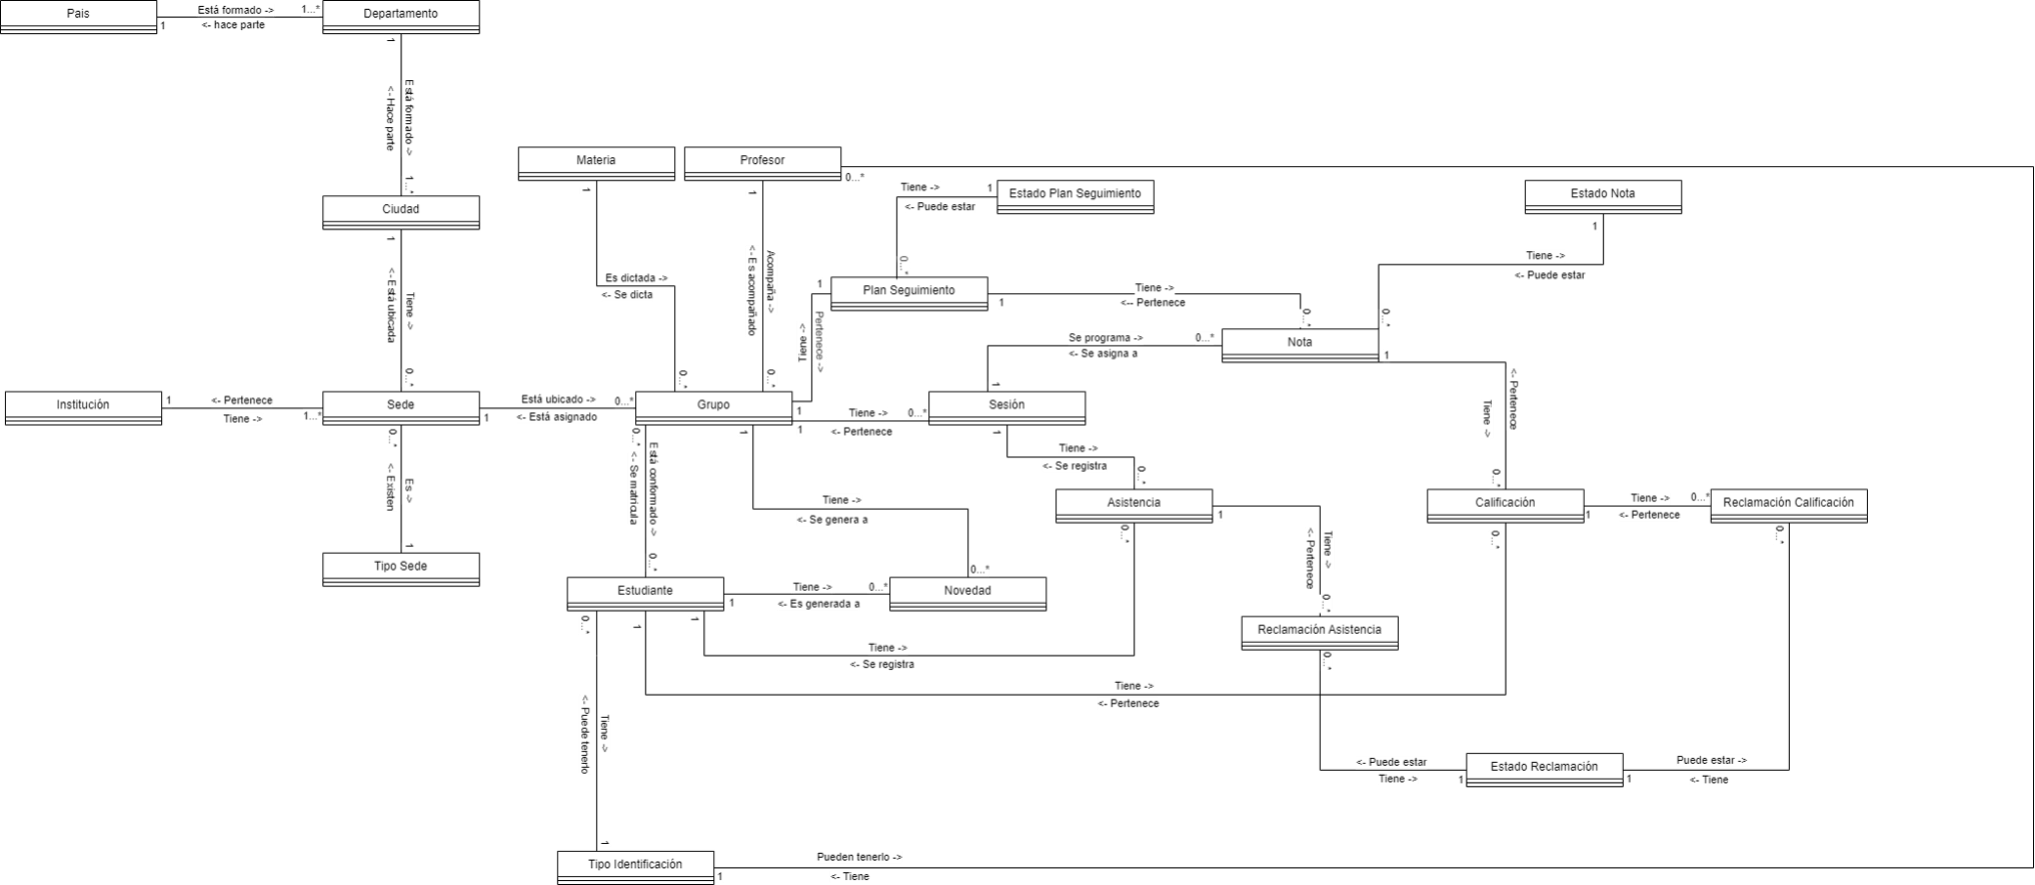 Pais
Está formado ->
1...*
1
<- hace parte
Departamento
1
Está formado ->
<- Hace parte
1...*
Ciudad
1
Tiene ->
<- Está ubicada
0...*
Institución
1
<- Pertenece
Tiene ->
1...*
Sede
0...*
Es ->
<- Existen
1
Tipo Sede
1
Está ubicado ->
<- Está asignado
0...*
Materia
1
Es dictada ->
<- Se dicta
0...*
Profesor
0...*
1
Acompaña ->
<- Es acompañado
0...*
Grupo
1
Pertenece ->
<- Tiene
1
Tiene ->
1
<- Puede estar
Estado Plan Seguimiento
0...*
Plan Seguimiento
1
Tiene ->
<-- Pertenece
0...*
Estado Nota
1
Tiene ->
<- Puede estar
0...*
Se programa ->
0...*
<- Se asigna a
1
Nota
1
<- Pertenece
Tiene ->
0...*
1
Tiene ->
0...*
<- Pertenece
Sesión
1
Tiene ->
<- Se registra
0...*
0...*
Está conformado ->
<- Se matricula
0...*
1
Tiene ->
<- Se genera a
0...*
Asistencia
1
0...*
Tiene ->
<- Pertenece
0...*
Calificación
1
Tiene ->
0...*
<- Pertenece
Reclamación Calificación
0...*
0...*
Estudiante
1
Tiene ->
0...*
<- Es generada a
Novedad
Reclamación Asistencia
0...*
0...*
1
1
Tiene ->
<- Se registra
Tiene ->
<- Pertenece
Tiene ->
<- Puede tenerlo
1
<- Puede estar
Tiene ->
1
Estado Reclamación
1
Puede estar ->
<- Tiene
Tipo Identificación
1
Pueden tenerlo ->
<- Tiene